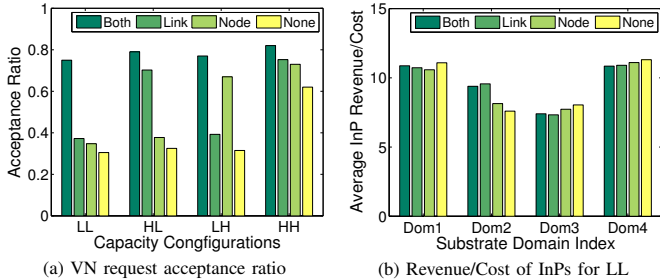 Both Link Node None
1
0.8
0.6
0.4
0.2
0
Acceptance Ratio
LL HL LH HH
Capacity Congfigurations
(a) VN request acceptance ratio
Both Link Node None
15
10
5
0
Average InP Revenue/Cost
Dom1 Dom2 Dom3 Dom4
Substrate Domain Index
(b) Revenue/Cost of InPs for LL